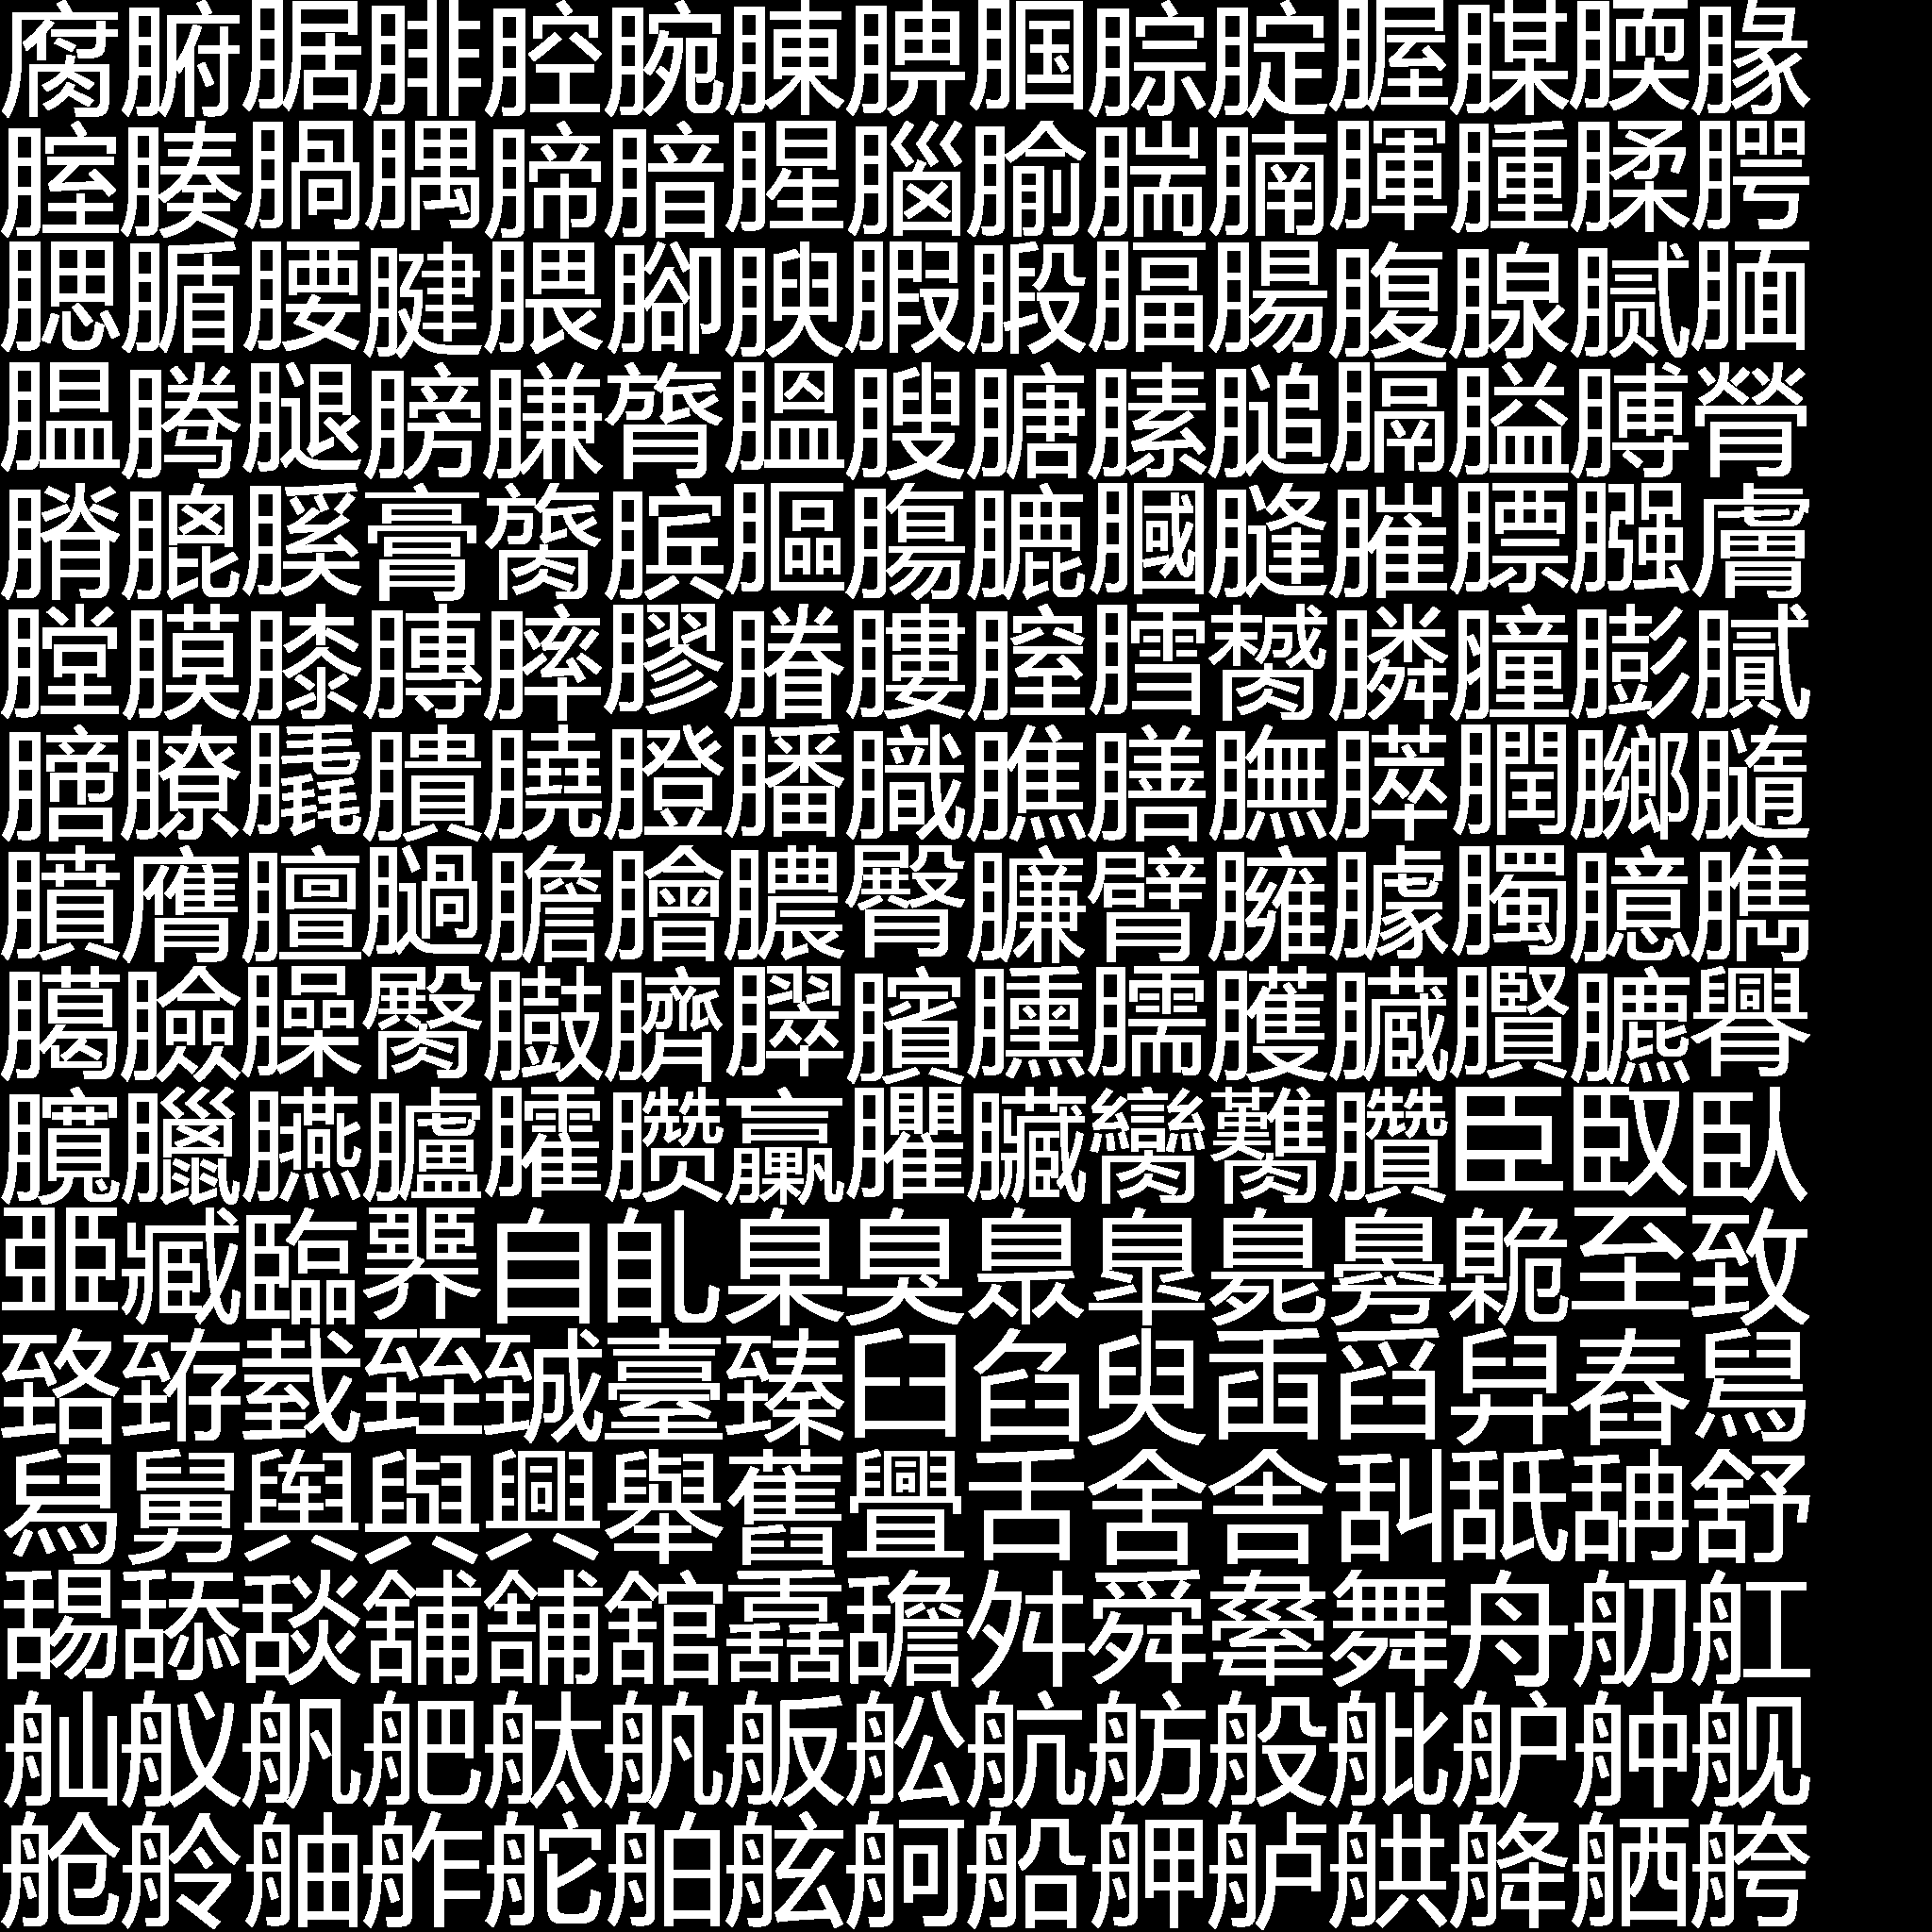 腐腑腒腓腔腕腖腗腘腙腚腛腜腝腞
腟腠腡腢腣腤腥腦腧腨腩腪腫腬腭
腮腯腰腱腲腳腴腵腶腷腸腹腺腻腼
腽腾腿膀膁膂膃膄膅膆膇膈膉膊膋
膌膍膎膏膐膑膒膓膔膕膖膗膘膙膚
膛膜膝膞膟膠膡膢膣膤膥膦膧膨膩
膪膫膬膭膮膯膰膱膲膳膴膵膶膷膸
膹膺膻膼膽膾膿臀臁臂臃臄臅臆臇
臈臉臊臋臌臍臎臏臐臑臒臓臔臕臖
臗臘臙臚臛臜臝臞臟臠臡臢臣臤臥
臦臧臨臩自臫臬臭臮臯臰臱臲至致
臵臶臷臸臹臺臻臼臽臾臿舀舁舂舃
舄舅舆與興舉舊舋舌舍舎舏舐舑舒
舓舔舕舖舗舘舙舚舛舜舝舞舟舠舡
舢舣舤舥舦舧舨舩航舫般舭舮舯舰
舱舲舳舴舵舶舷舸船舺舻舼舽舾舿